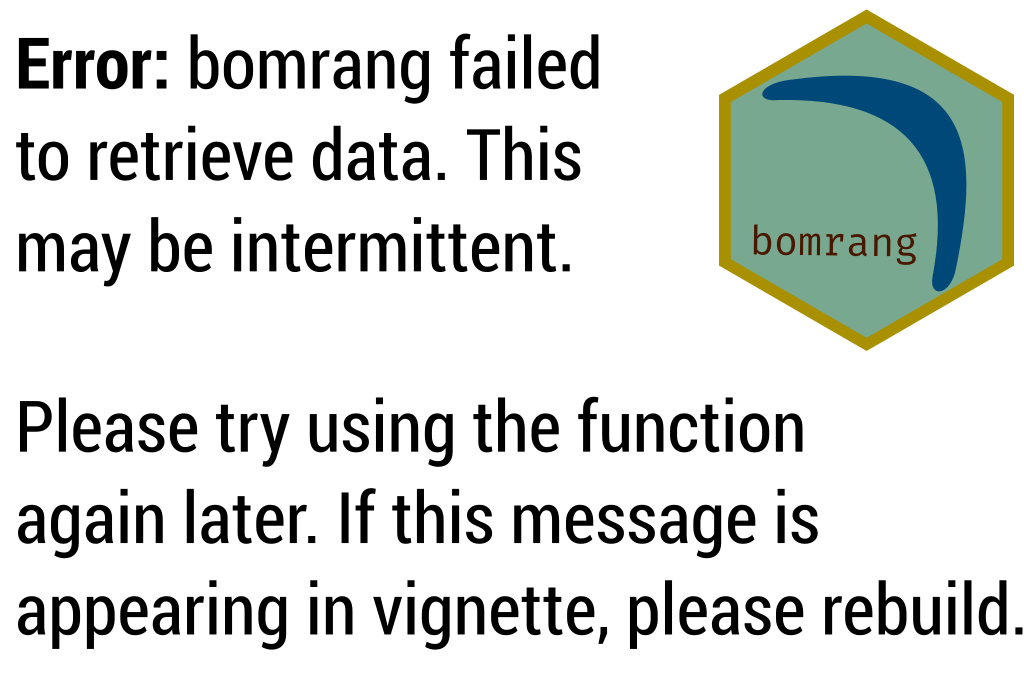 Error: bomrang failed
to retrieve data. This
may be intermittent.
bomrang
Please try using the function
again later. If this message is
appearing in vignette, please rebuild.